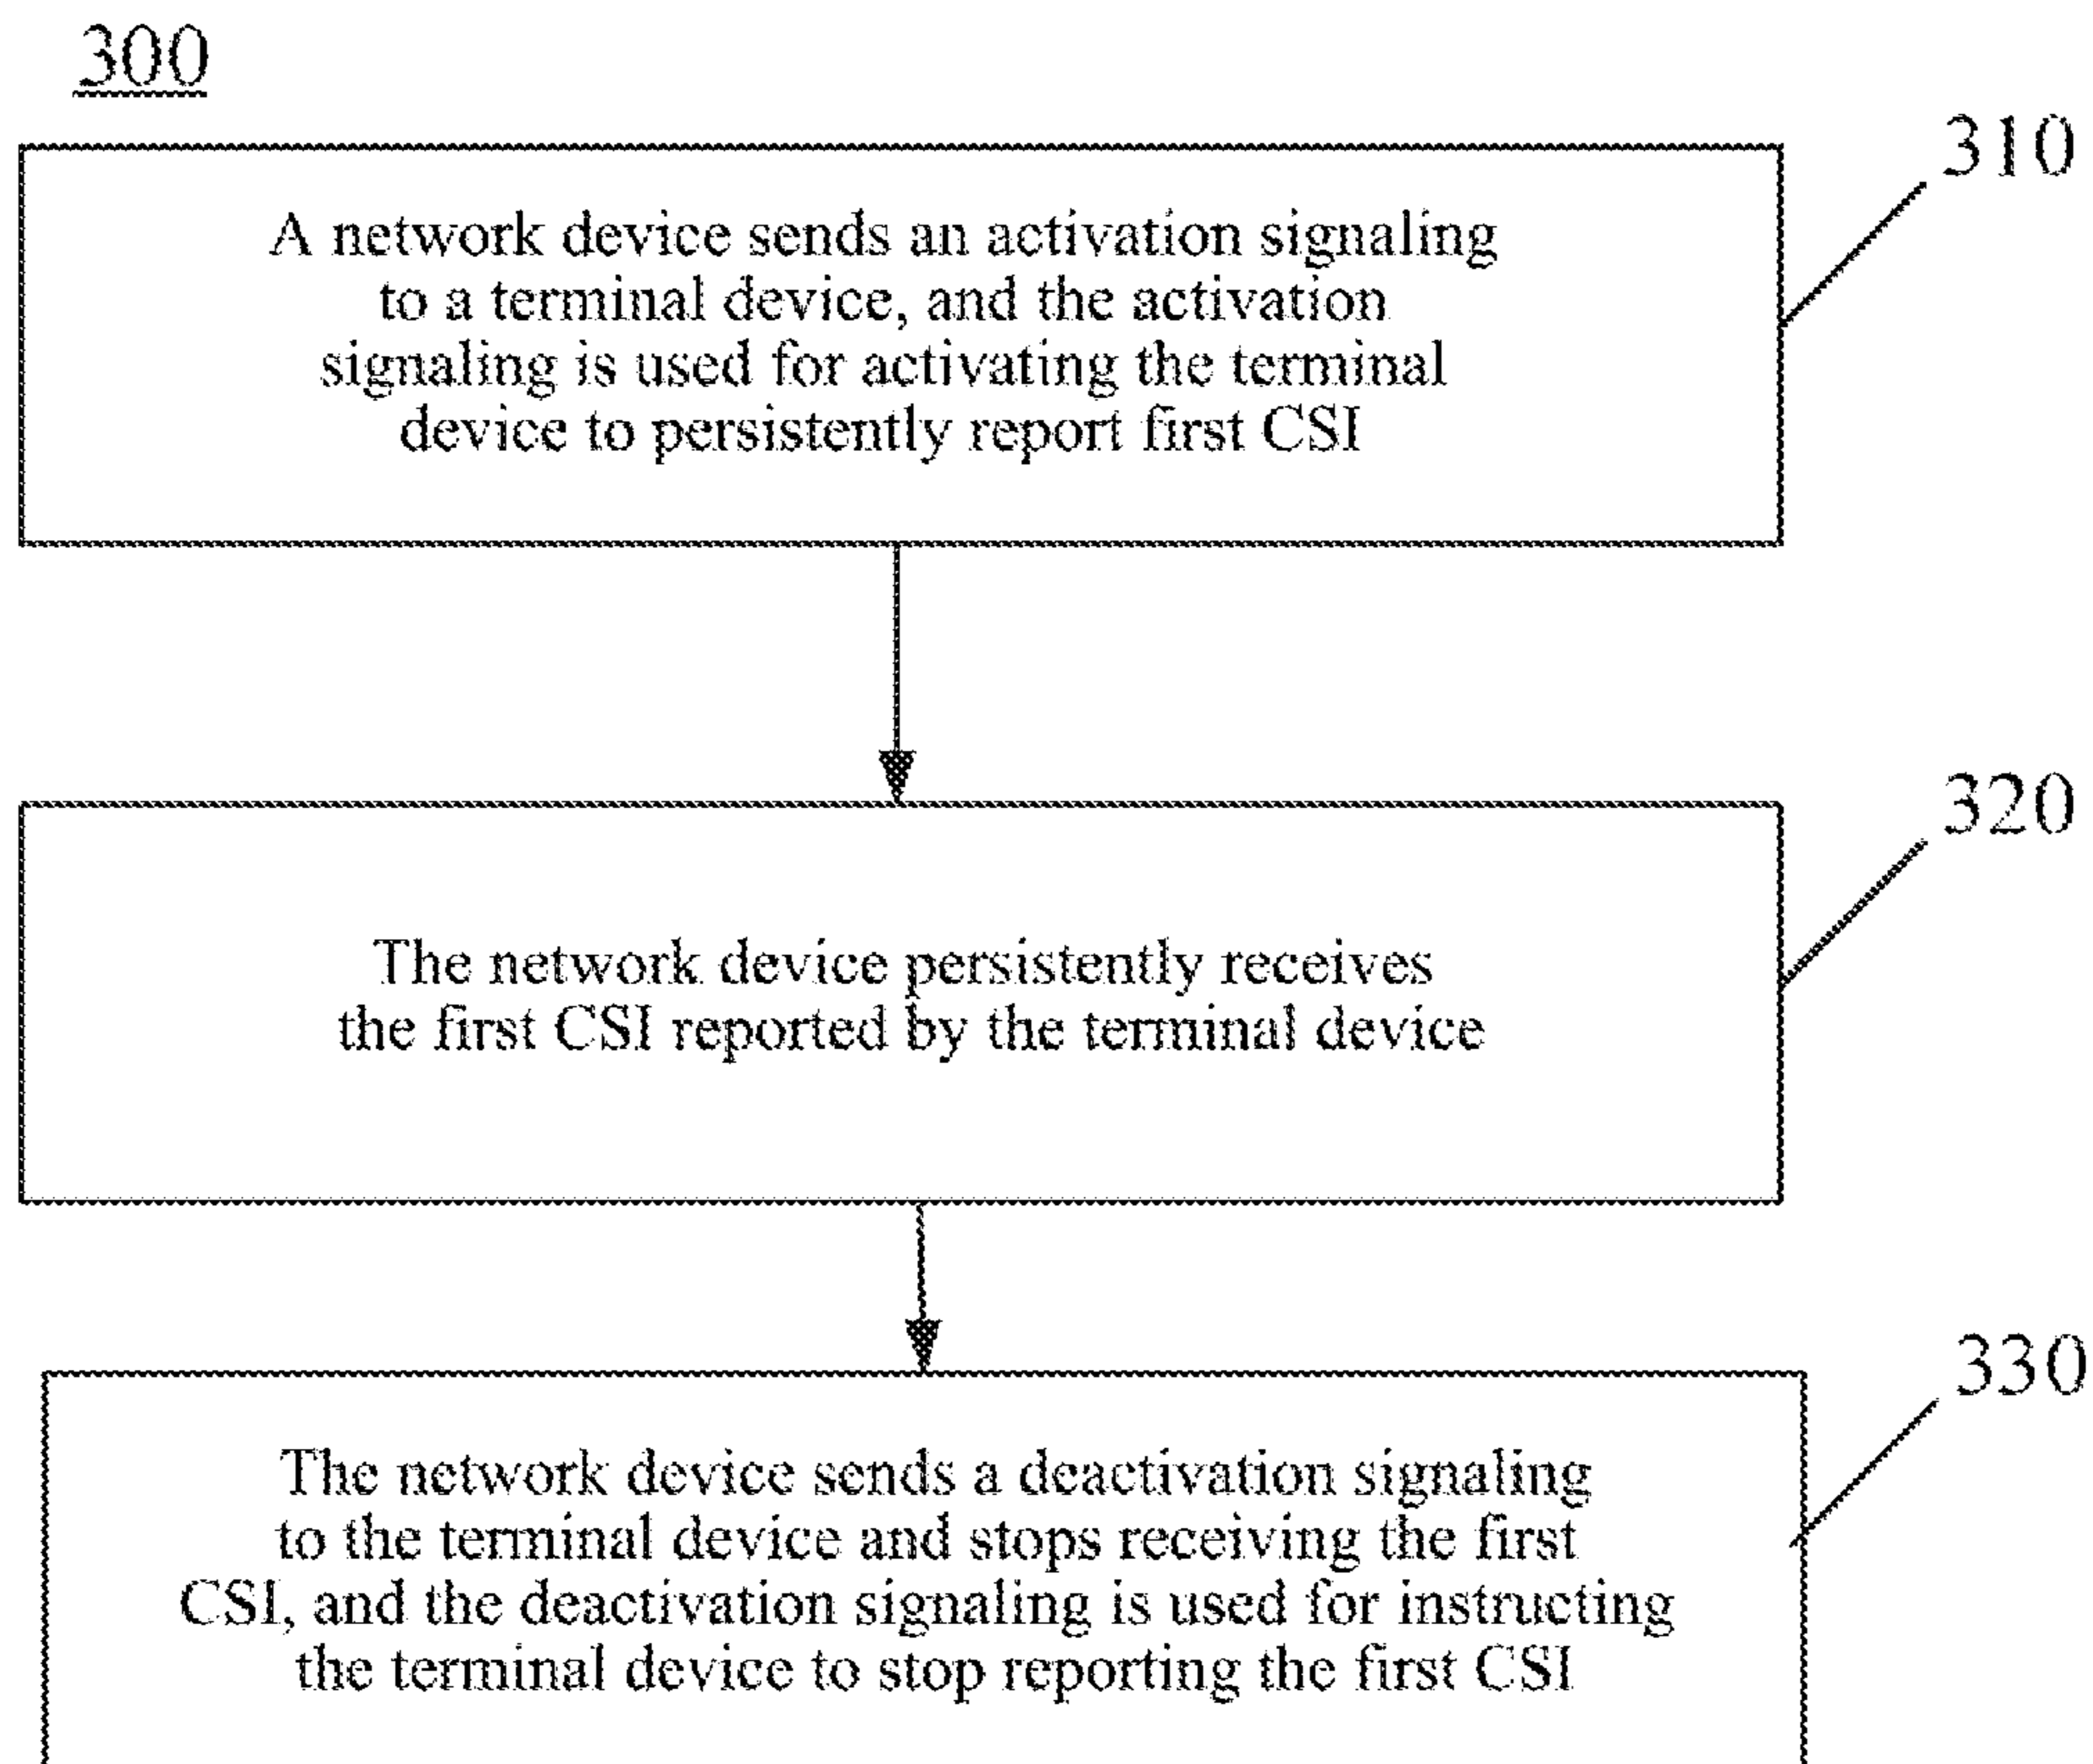 300
310
A network device sends an activation signaling
to a terminal device, and the activation
signaling is used for activating the terminal
device to persistently report first CSI
320
The network device persistently receives
the first CSI reported by the terminal device
330
The network device sends a deactivation signaling
to the terminal device and stops receiving the first
CSI, and the deactivation signaling is used for instructing
the terminal device to stop reporting the first CSI